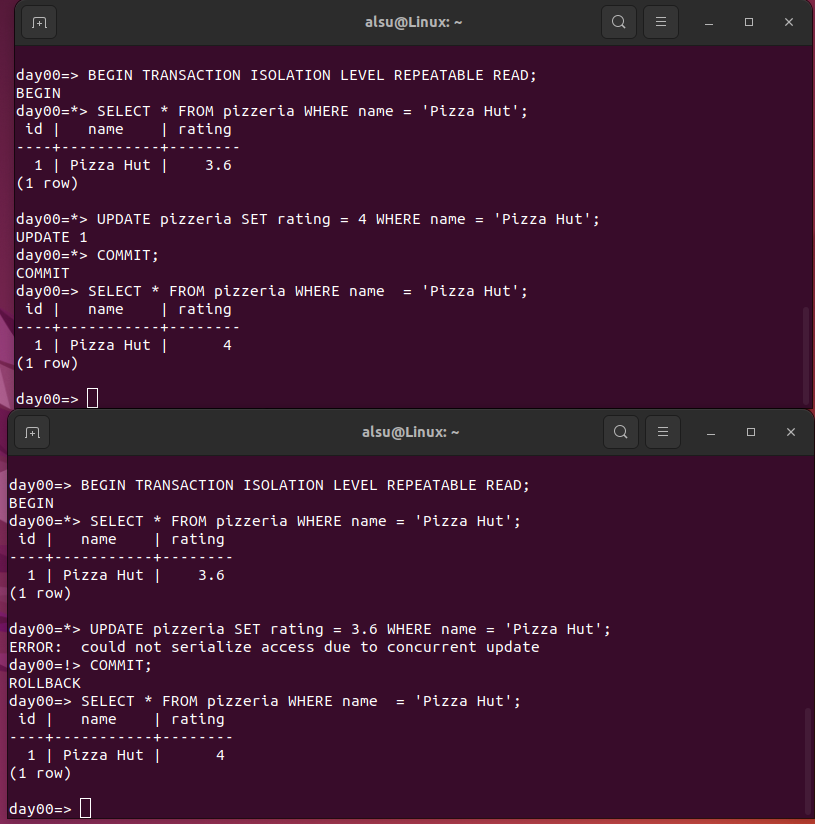 alsu@Linux: ~
day00=> BEGIN TRANSACTION ISOLATION LEVEL REPEATABLE READ;
BEGIN
day00=*> SELECT * FROM pizzeria WHERE name = 'Pizza Hut';
 id |   name    | rating
----+-----------+--------
  1 | Pizza Hut |    3.6
(1 row)
day00=*> UPDATE pizzeria SET rating = 4 WHERE name = 'Pizza Hut';
UPDATE 1
day00=*> COMMIT;
COMMIT
day00=> SELECT * FROM pizzeria WHERE name  = 'Pizza Hut';
 id |   name    | rating
----+-----------+--------
  1 | Pizza Hut |      4
(1 row)
day00=>
alsu@Linux: ~
day00=> BEGIN TRANSACTION ISOLATION LEVEL REPEATABLE READ;
BEGIN
day00=*> SELECT * FROM pizzeria WHERE name = 'Pizza Hut';
 id |   name    | rating
----+-----------+--------
  1 | Pizza Hut |    3.6
(1 row)
day00=*> UPDATE pizzeria SET rating = 3.6 WHERE name = 'Pizza Hut';
ERROR:  could not serialize access due to concurrent update
day00=!> COMMIT;
ROLLBACK
day00=> SELECT * FROM pizzeria WHERE name  = 'Pizza Hut';
 id |   name    | rating
----+-----------+--------
  1 | Pizza Hut |      4
(1 row)
day00=>